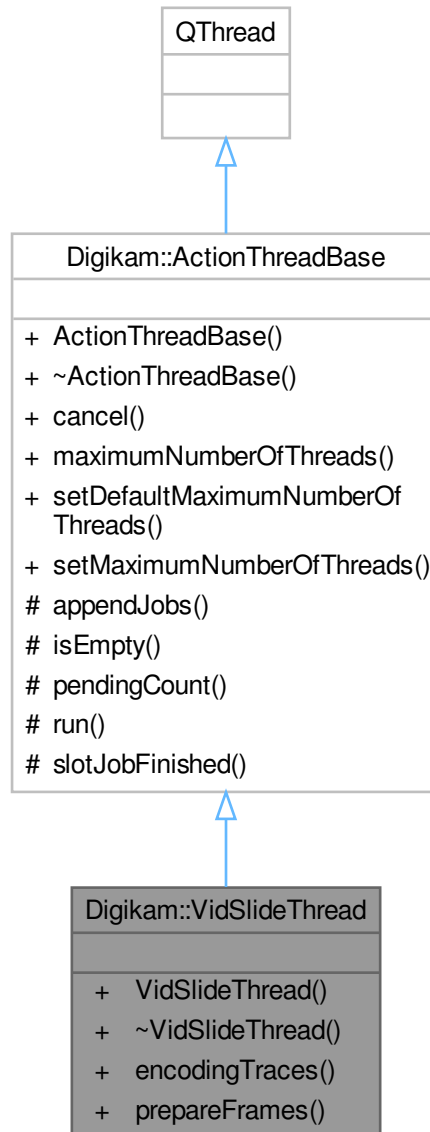 QThread
Digikam::ActionThreadBase
+ ActionThreadBase()
+ ~ActionThreadBase()
+ cancel()
+ maximumNumberOfThreads()
+ setDefaultMaximumNumberOf
Threads()
+ setMaximumNumberOfThreads()
# appendJobs()
# isEmpty()
# pendingCount()
# run()
# slotJobFinished()
Digikam::VidSlideThread
+ VidSlideThread()
+ ~VidSlideThread()
+ encodingTraces()
+ prepareFrames()